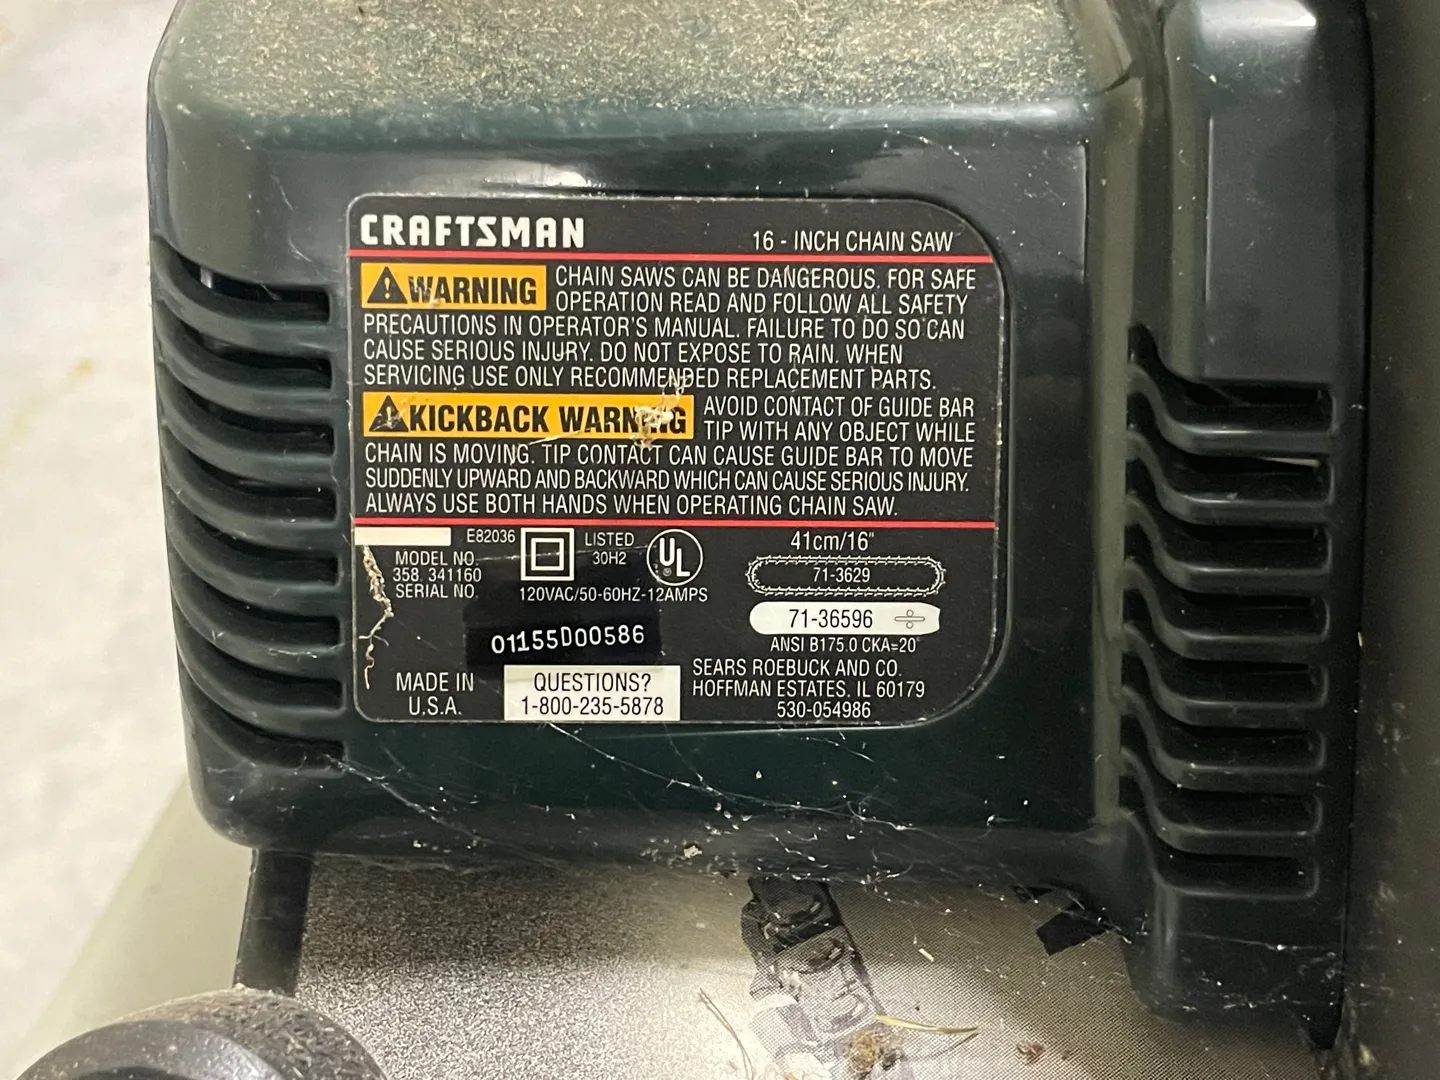 CRAFTSMAN
16 - INCH CHAIN SAW
WARNING
CHAIN SAWS CAN BE DANGEROUS. FOR SAFE
OPERATION READ AND FOLLOW ALL SAFETY
PRECAUTIONS IN OPERATOR'S MANUAL. FAILURE TO DO SO CAN
CAUSE SERIOUS INJURY. DO NOT EXPOSE TO RAIN. WHEN
SERVICING USE ONLY RECOMMENDED REPLACEMENT PARTS.
KICKBACK WARNING
AVOID CONTACT OF GUIDE BAR
TIP WITH ANY OBJECT WHILE
CHAIN IS MOVING. TIP CONTACT CAN CAUSE GUIDE BAR TO MOVE
SUDDENLY UPWARD AND BACKWARD WHICH CAN CAUSE SERIOUS INJURY.
ALWAYS USE BOTH HANDS WHEN OPERATING CHAIN SAW.
E82036
MODEL NO.
358. 341160
SERIAL NO.
LISTED
30H2
UL
120VAC/50-60HZ-12AMPS
01155D00586
MADE IN
U.S.A.
QUESTIONS?
1-800-235-5878
41cm/16"
71-3629
71-36596
ANSI B175.0 CKA=20°
SEARS ROEBUCK AND CO.
HOFFMAN ESTATES, IL 60179
530-054986